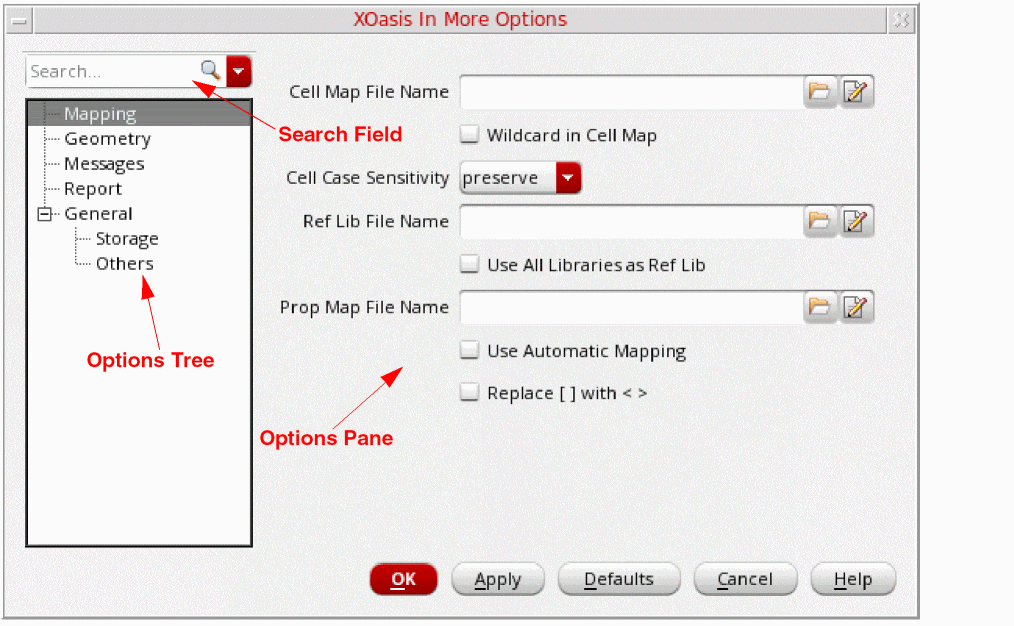 XOasis In More Options
Search...
Search Field
Mapping
Geometry
Messages
Report
General
Storage
Others
Options Tree
Cell Map File Name
Wildcard in Cell Map
Cell Case Sensitivity preserve
Ref Lib File Name
Use All Libraries as Ref Lib
Prop Map File Name
Use Automatic Mapping
Replace [ ] with < >
Options Pane
OK Apply Defaults Cancel Help